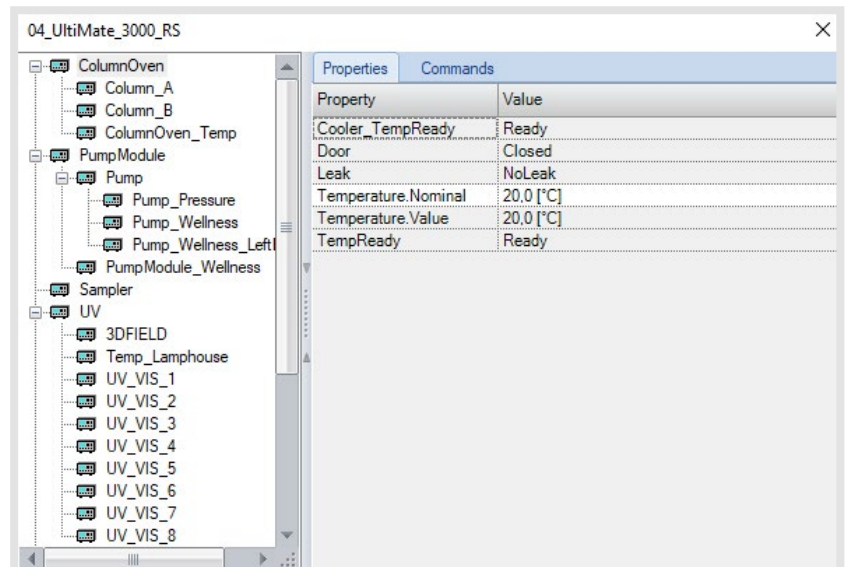 04_UltiMate_3000_RS
ColumnOven
Column_A
Column_B
ColumnOven_Temp
PumpModule
Pump
Pump_Pressure
Pump_Wellness
Pump_Wellness_Left
PumpModule_Wellness
Sampler
UV
3DFIELD
Temp_Lamphouse
UV_VIS_1
UV_VIS_2
UV_VIS_3
UV_VIS_4
UV_VIS_5
UV_VIS_6
UV_VIS_7
UV_VIS_8
Properties Commands
Property Value
Cooler_TempReady Ready
Door Closed
Leak NoLeak
Temperature.Nominal 20,0 [°C]
Temperature.Value 20,0 [°C]
TempReady Ready